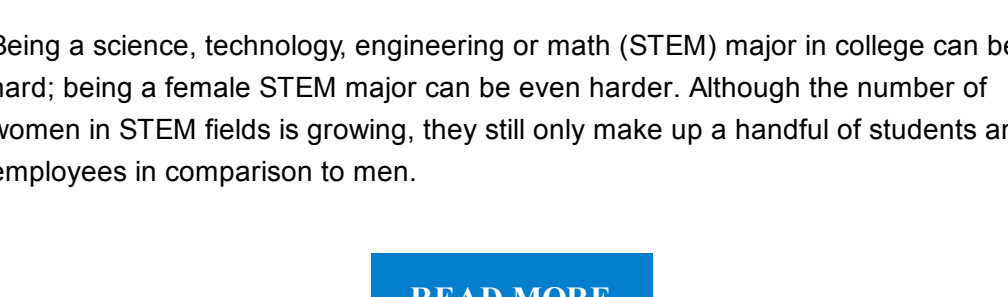 Being a science, technology, engineering or math (STEM) major in college can be
hard; being a female STEM major can be even harder. Although the number of
women in STEM fields is growing, they still only make up a handful of students
employees in comparison to men.
READ MORE